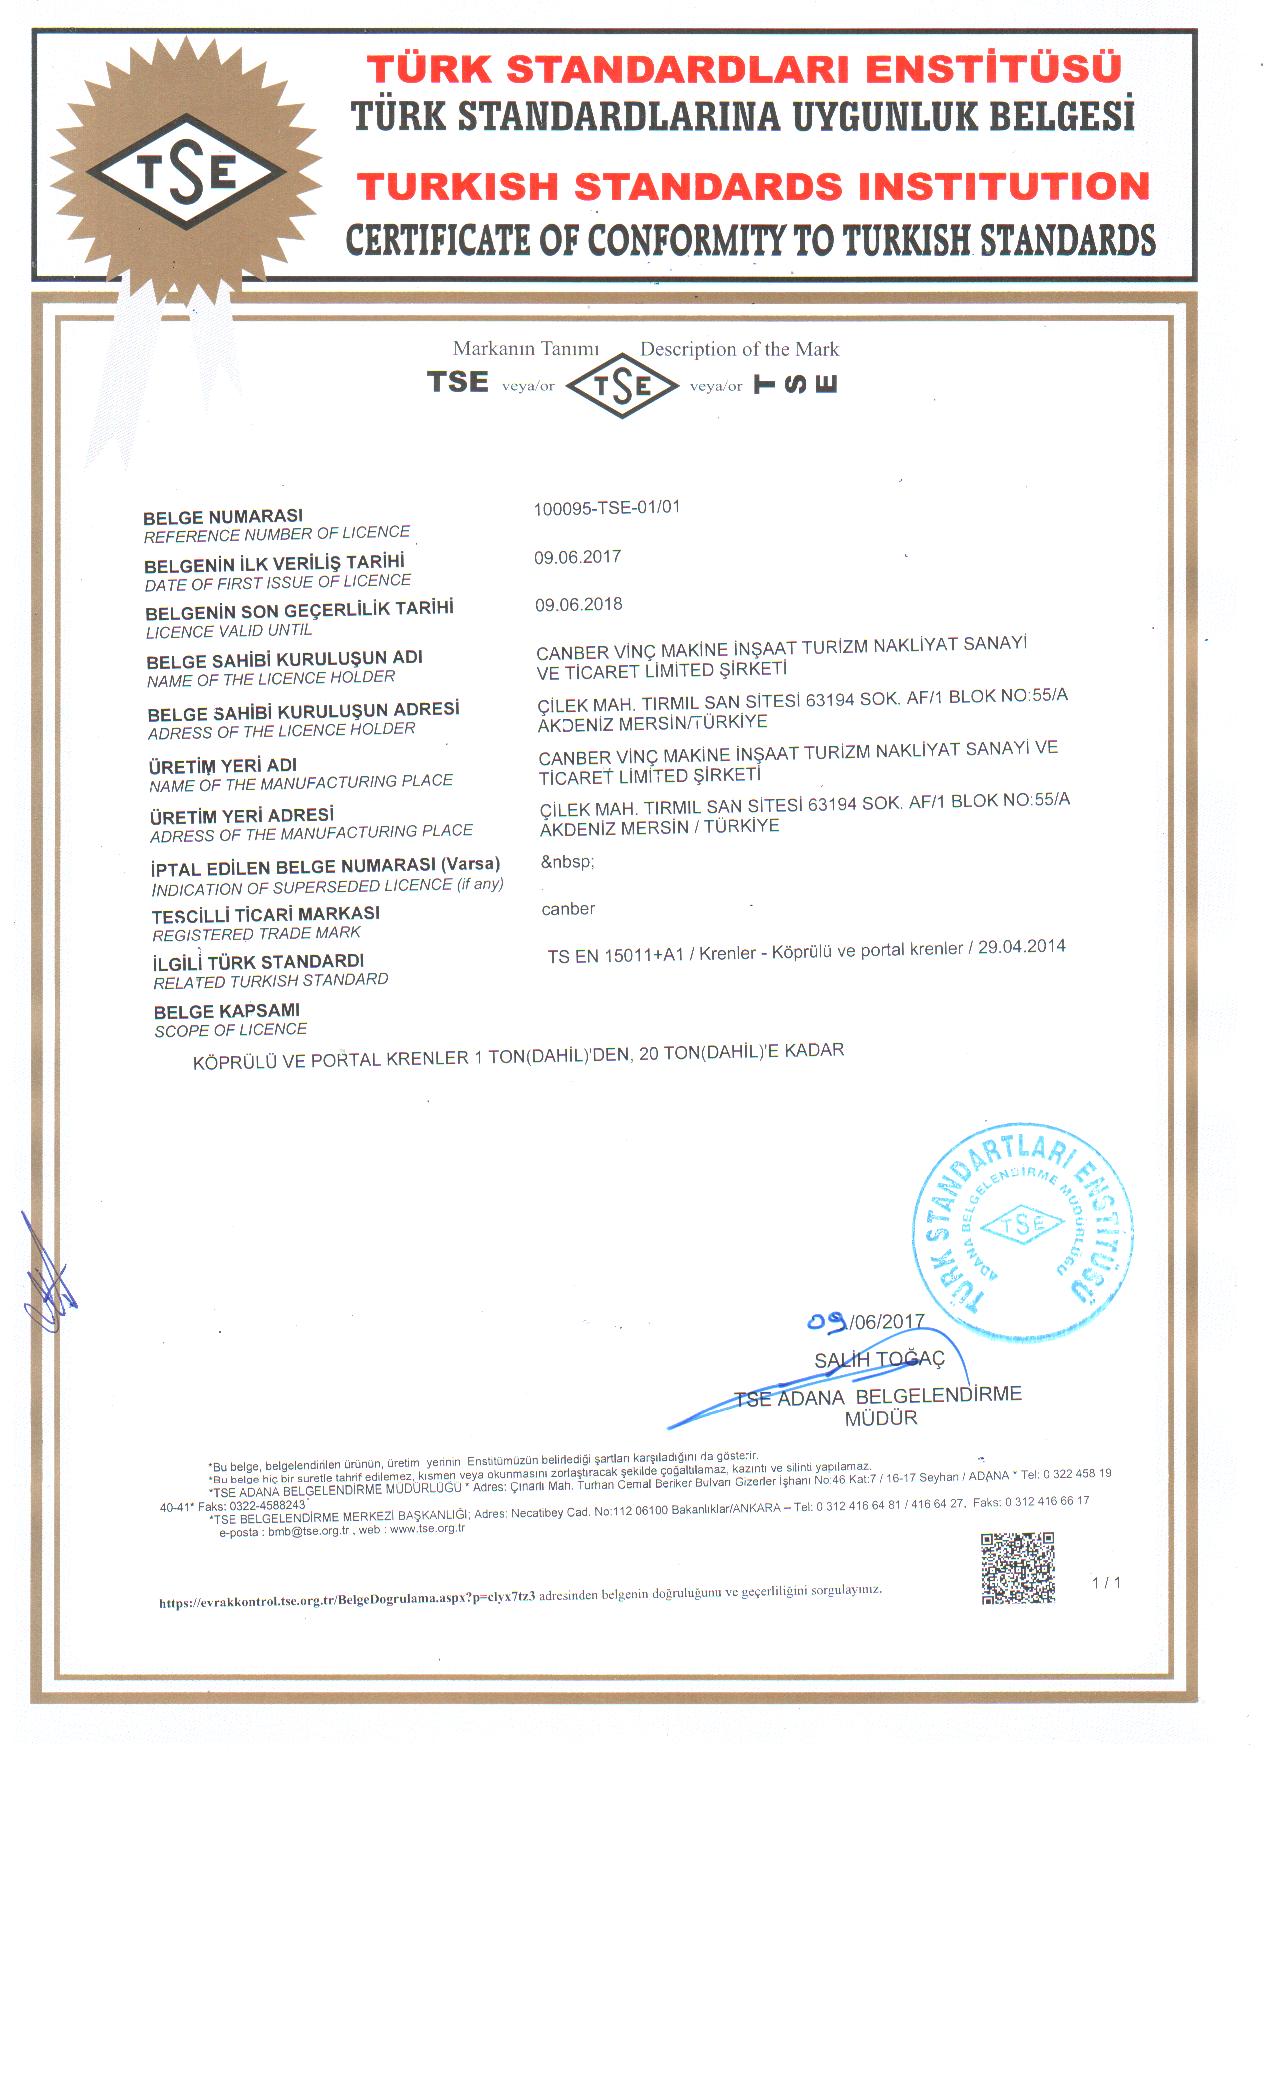 TÜRK STANDARDLARI ENSTİTÜSÜ
TÜRK STANDARDLARINA UYGUNLUK BELGESİ
TURKISH STANDARDS INSTITUTION
CERTIFICATE OF CONFORMITY TO TURKISH STANDARDS
TSE
Markanın Tanımı Description of the Mark
TSE veya/or TSE veya/or TSE
BELGE NUMARASI 100095-TSE-01/01
REFERENCE NUMBER OF LICENCE
BELGENİN İLK VERİLİŞ TARİHİ 09.06.2017
DATE OF FIRST ISSUE OF LICENCE
BELGENİN SON GEÇERLİLİK TARİHİ 09.06.2018
LICENCE VALID UNTIL
BELGE SAHİBİ KURULUŞUN ADI CANBER VİNÇ MAKİNE İNŞAAT TURİZM NAKLİYAT SANAYİ
NAME OF THE LICENCE HOLDER VE TİCARET LİMİTED ŞİRKETİ
BELGE SAHİBİ KURULUŞUN ADRESİ ÇİLEK MAH. TIRMIL SAN SİTESİ 63194 SOK. AF/1 BLOK NO:55/A
ADRESS OF THE LICENCE HOLDER AKDENİZ MERSİN/TÜRKİYE
ÜRETİM YERİ ADI CANBER VİNÇ MAKİNE İNŞAAT TURİZM NAKLİYAT SANAYİ VE
NAME OF THE MANUFACTURING PLACE TİCARET LİMİTED ŞİRKETİ
ÜRETİM YERİ ADRESİ ÇİLEK MAH. TIRMIL SAN SİTESİ 63194 SOK. AF/1 BLOK NO:55/A
ADRESS OF THE MANUFACTURING PLACE AKDENİZ MERSİN / TÜRKİYE
İPTAL EDİLEN BELGE NUMARASI (Varsa) &nbsp;
INDICATION OF SUPERSEDED LICENCE (if any)
TESCİLLİ TİCARİ MARKASI canber
REGISTERED TRADE MARK
İLGİLİ TÜRK STANDARDI TS EN 15011+A1 / Krenler - Köprülü ve portal krenler / 29.04.2014
RELATED TURKISH STANDARD
BELGE KAPSAMI
SCOPE OF LICENCE
KÖPRÜLÜ VE PORTAL KRENLER 1 TON(DAHİL)'DEN, 20 TON(DAHİL)'E KADAR
TÜRK STANDARTLARI ENSTİTÜSÜ
ADANA BELGELENDİRME MÜDÜRLÜĞÜ
TSE
09/06/2017
SALİH TOĞAÇ
TSE ADANA BELGELENDİRME
MÜDÜR
*Bu belge, belgelendirilen ürünün, üretim yerinin Enstitümüzün belirlediği şartları karşıladığını da gösterir.
*Bu belge hiç bir suretle tahrif edilemez, kısmen veya okunmasını zorlaştıracak şekilde çoğaltılamaz, kazıntı ve silinti yapılamaz.
*TSE ADANA BELGELENDİRME MÜDÜRLÜĞÜ * Adres: Çınarlı Mah. Turhan Cemal Beriker Bulvarı Gizerler İşhanı No:46 Kat:7 / 16-17 Seyhan / ADANA * Tel: 0 322 458 19
40-41* Faks: 0322-4588243
*TSE BELGELENDİRME MERKEZİ BAŞKANLIĞI; Adres: Necatibey Cad. No:112 06100 Bakanlıklar/ANKARA – Tel: 0 312 416 64 81 / 416 64 27, Faks: 0 312 416 66 17
e-posta : bmb@tse.org.tr , web : www.tse.org.tr
https://evrakkontrol.tse.org.tr/BelgeDogrulama.aspx?p=clyx7tz3 adresinden belgenin doğruluğunu ve geçerliliğini sorgulayınız.
1 / 1